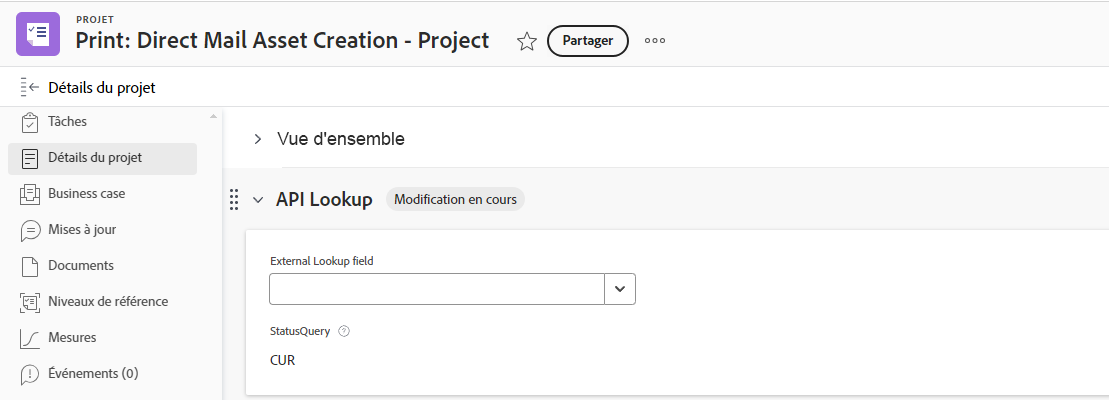 PROJET
Print: Direct Mail Asset Creation - Project
Partager
Détails du projet
Tâches
Détails du projet
Business case
Mises à jour
Documents
Niveaux de référence
Mesures
Événements (0)
Vue d'ensemble
API Lookup Modification en cours
External Lookup field
StatusQuery ?
CUR